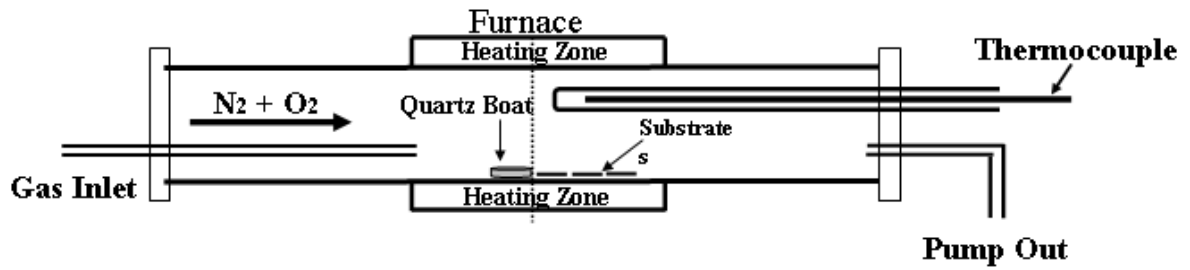 Furnace
Heating Zone
Thermocouple
N2 + O2
Quartz Boat
Substrate
s
Gas Inlet
Heating Zone
Pump Out